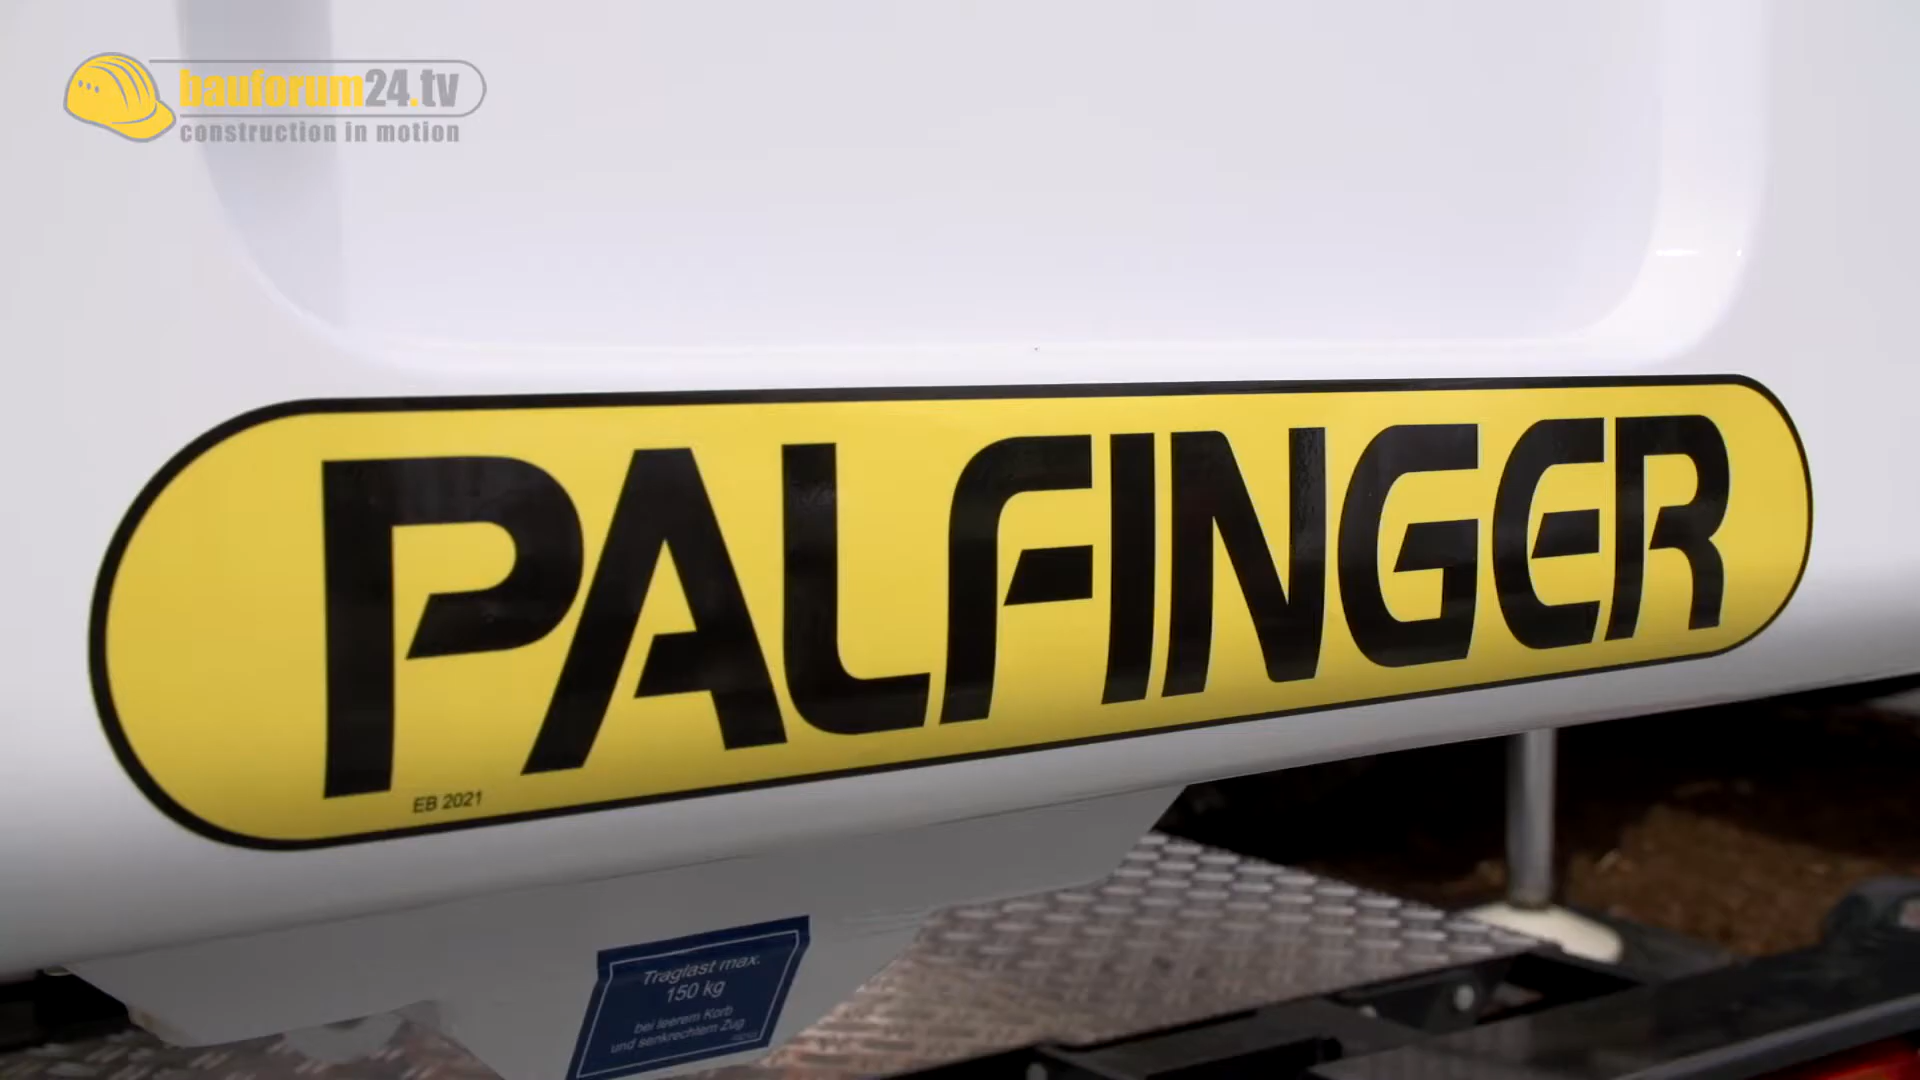 bauforum24.tv
construction in motion
PALFINGER
EB 2021
Traglast max.
150 kg
bei leerem Korb
und senkrechtem Zug